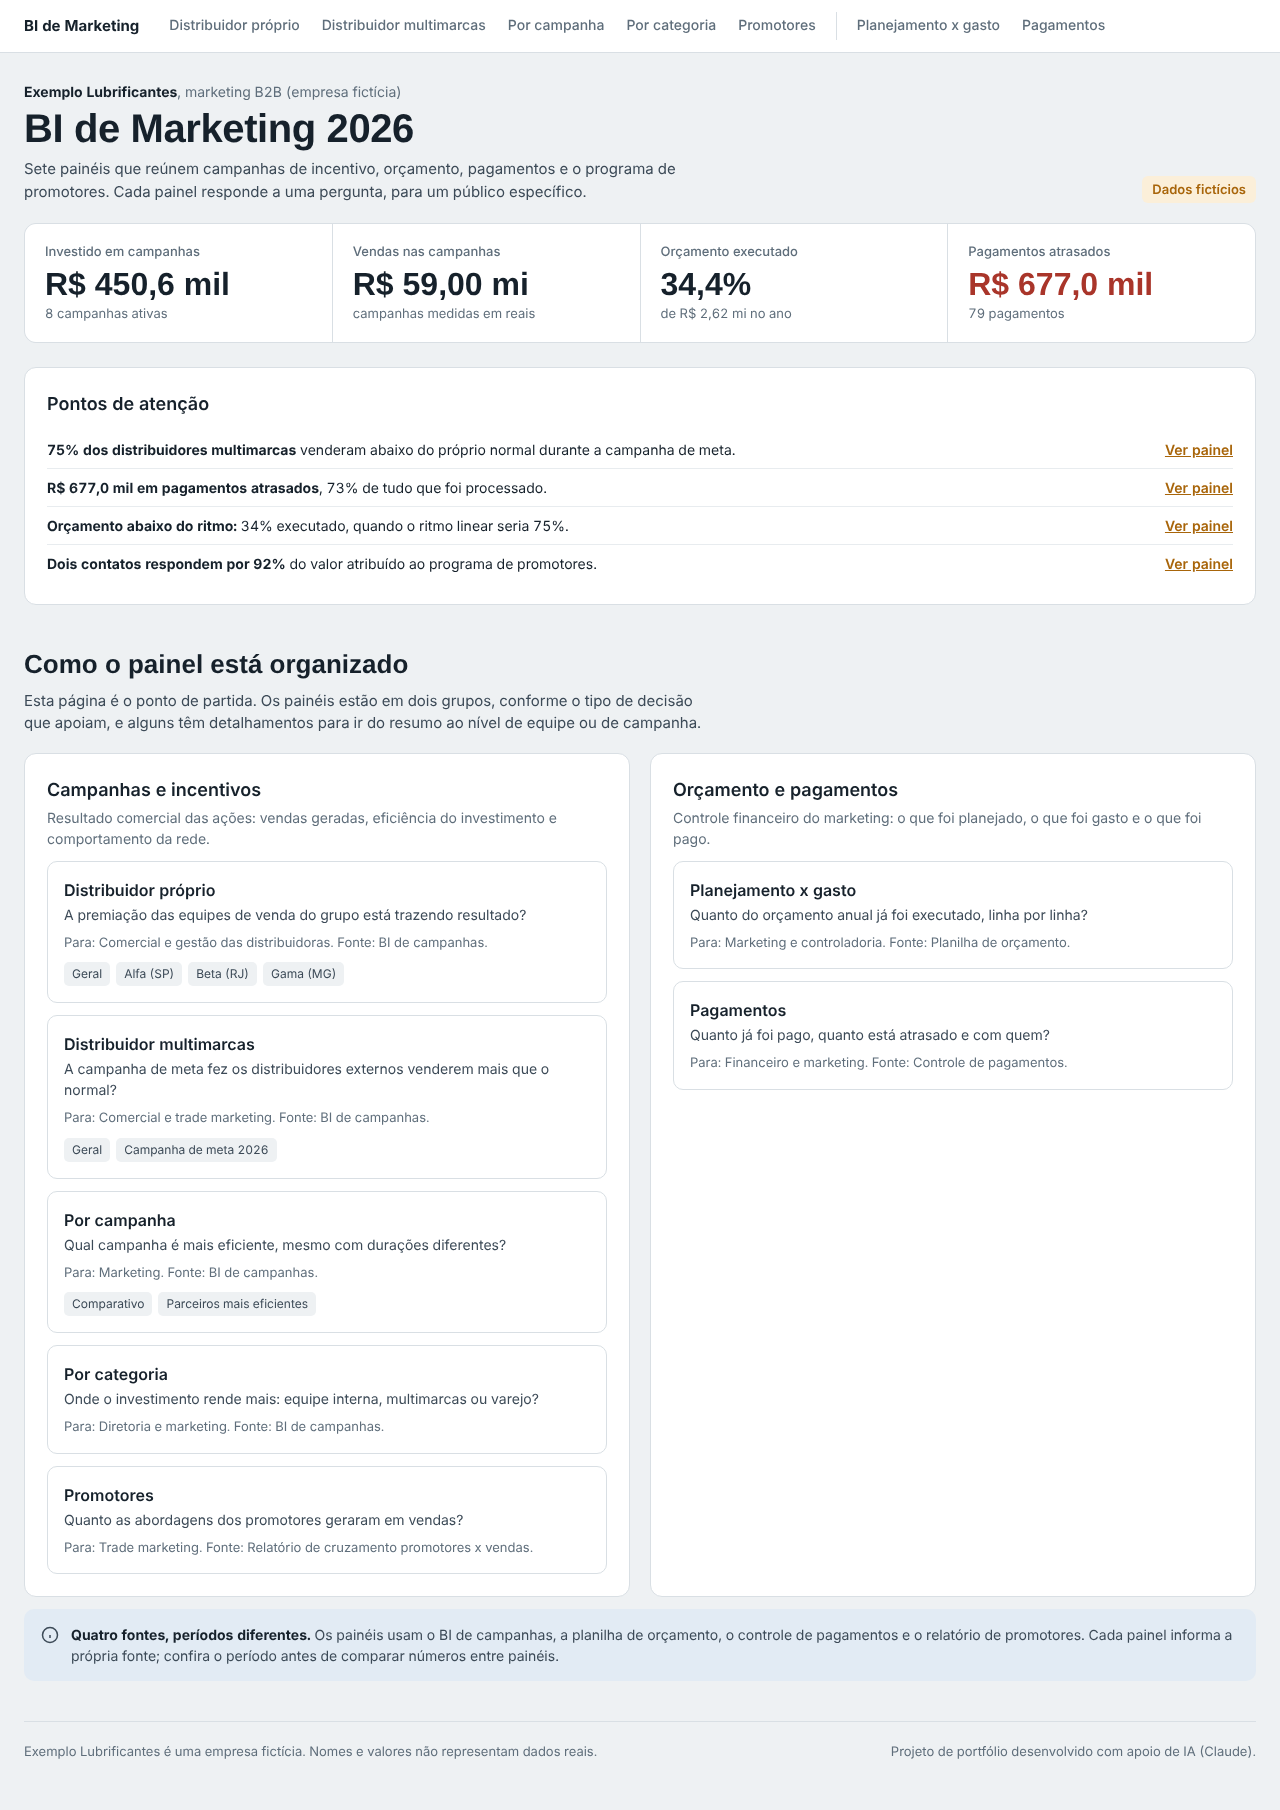 BI de Marketing
Distribuidor próprio
Distribuidor multimarcas
Por campanha
Por categoria
Promotores
Planejamento x gasto
Pagamentos
Exemplo Lubrificantes, marketing B2B (empresa fictícia)
BI de Marketing 2026
Sete painéis que reúnem campanhas de incentivo, orçamento, pagamentos e o programa de
promotores. Cada painel responde a uma pergunta, para um público específico.
Dados fictícios
Investido em campanhas
R$ 450,6 mil
8 campanhas ativas
Vendas nas campanhas
R$ 59,00 mi
campanhas medidas em reais
Orçamento executado
34,4%
de R$ 2,62 mi no ano
Pagamentos atrasados
R$ 677,0 mil
79 pagamentos
Pontos de atenção
75% dos distribuidores multimarcas venderam abaixo do próprio normal durante a campanha de meta.
Ver painel
R$ 677,0 mil em pagamentos atrasados, 73% de tudo que foi processado.
Ver painel
Orçamento abaixo do ritmo: 34% executado, quando o ritmo linear seria 75%.
Ver painel
Dois contatos respondem por 92% do valor atribuído ao programa de promotores.
Ver painel
Como o painel está organizado
Esta página é o ponto de partida. Os painéis estão em dois grupos, conforme o tipo de decisão
que apoiam, e alguns têm detalhamentos para ir do resumo ao nível de equipe ou de campanha.
Campanhas e incentivos
Resultado comercial das ações: vendas geradas, eficiência do investimento e
comportamento da rede.
Distribuidor próprio
A premiação das equipes de venda do grupo está trazendo resultado?
Para: Comercial e gestão das distribuidoras. Fonte: BI de campanhas.
Geral
Alfa (SP)
Beta (RJ)
Gama (MG)
Distribuidor multimarcas
A campanha de meta fez os distribuidores externos venderem mais que o
normal?
Para: Comercial e trade marketing. Fonte: BI de campanhas.
Geral
Campanha de meta 2026
Por campanha
Qual campanha é mais eficiente, mesmo com durações diferentes?
Para: Marketing. Fonte: BI de campanhas.
Comparativo
Parceiros mais eficientes
Por categoria
Onde o investimento rende mais: equipe interna, multimarcas ou varejo?
Para: Diretoria e marketing. Fonte: BI de campanhas.
Promotores
Quanto as abordagens dos promotores geraram em vendas?
Para: Trade marketing. Fonte: Relatório de cruzamento promotores x vendas.
Orçamento e pagamentos
Controle financeiro do marketing: o que foi planejado, o que foi gasto e o que foi
pago.
Planejamento x gasto
Quanto do orçamento anual já foi executado, linha por linha?
Para: Marketing e controladoria. Fonte: Planilha de orçamento.
Pagamentos
Quanto já foi pago, quanto está atrasado e com quem?
Para: Financeiro e marketing. Fonte: Controle de pagamentos.
Quatro fontes, períodos diferentes. Os painéis usam o BI de campanhas, a planilha de orçamento, o controle de pagamentos e o relatório de promotores. Cada painel informa a
própria fonte; confira o período antes de comparar números entre painéis.
Exemplo Lubrificantes é uma empresa fictícia. Nomes e valores não representam dados reais.
Projeto de portfólio desenvolvido com apoio de IA (Claude).